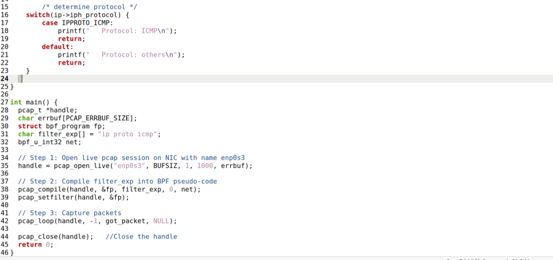 15 /* determine protocol */
16 switch(ip->iph_protocol) {
17 case IPPROTO_ICMP:
18 printf("   Protocol: ICMP\n");
19 return;
20 default:
21 printf("   Protocol: others\n");
22 return;
23 }
24
25 }
26
27 int main() {
28 pcap_t *handle;
29 char errbuf[PCAP_ERRBUF_SIZE];
30 struct bpf_program fp;
31 char filter_exp[] = "ip proto icmp";
32 bpf_u_int32 net;
33
34 // Step 1: Open live pcap session on NIC with name enp0s3
35 handle = pcap_open_live("enp0s3", BUFSIZ, 1, 1000, errbuf);
36
37 // Step 2: Compile filter_exp into BPF pseudo-code
38 pcap_compile(handle, &fp, filter_exp, 0, net);
39 pcap_setfilter(handle, &fp);
40
41 // Step 3: Capture packets
42 pcap_loop(handle, -1, got_packet, NULL);
43
44 pcap_close(handle);   //Close the handle
45 return 0;
46 }